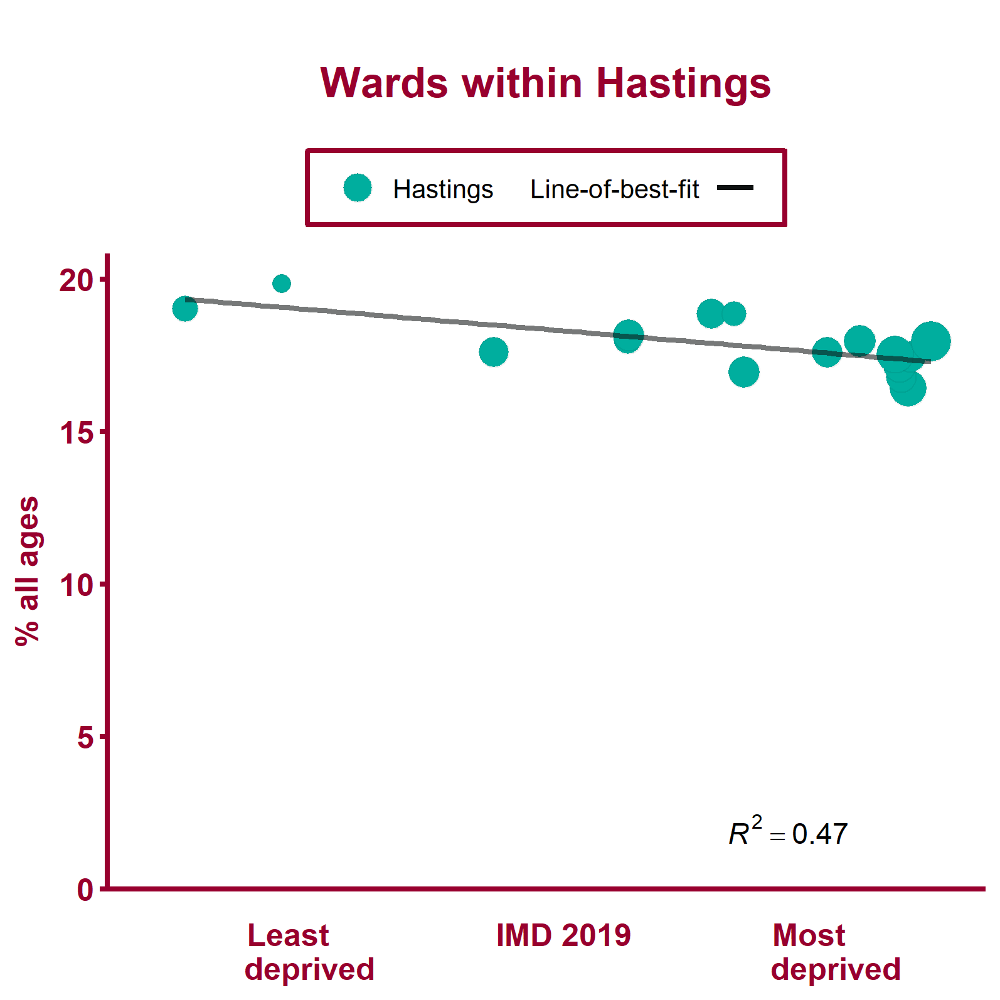 Wards within Hastings
Hastings Line-of-best-fit
20
15
10
5
0
% all ages
R² = 0.47
Least deprived
IMD 2019
Most deprived